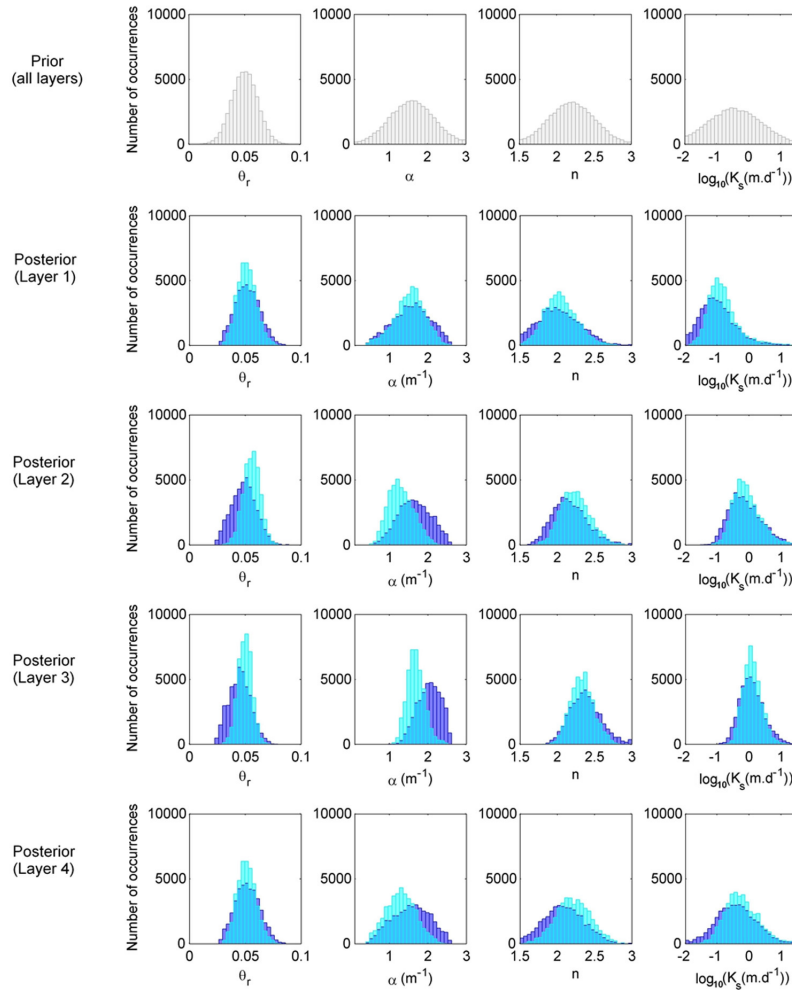 Prior
(all layers)
Number of occurrences
10000
5000
0
0 0.05 0.1
θr
10000
5000
0
1 2 3
α
10000
5000
0
1.5 2 2.5 3
n
10000
5000
0
-2 -1 0 1
log10(Ks(m.d-1))
Posterior
(Layer 1)
Number of occurrences
10000
5000
0
0 0.05 0.1
θr
10000
5000
0
1 2 3
α (m-1)
10000
5000
0
1.5 2 2.5 3
n
10000
5000
0
-2 -1 0 1
log10(Ks(m.d-1))
Posterior
(Layer 2)
Number of occurrences
10000
5000
0
0 0.05 0.1
θr
10000
5000
0
1 2 3
α (m-1)
10000
5000
0
1.5 2 2.5 3
n
10000
5000
0
-2 -1 0 1
log10(Ks(m.d-1))
Posterior
(Layer 3)
Number of occurrences
10000
5000
0
0 0.05 0.1
θr
10000
5000
0
1 2 3
α (m-1)
10000
5000
0
1.5 2 2.5 3
n
10000
5000
0
-2 -1 0 1
log10(Ks(m.d-1))
Posterior
(Layer 4)
Number of occurrences
10000
5000
0
0 0.05 0.1
θr
10000
5000
0
1 2 3
α (m-1)
10000
5000
0
1.5 2 2.5 3
n
10000
5000
0
-2 -1 0 1
log10(Ks(m.d-1))